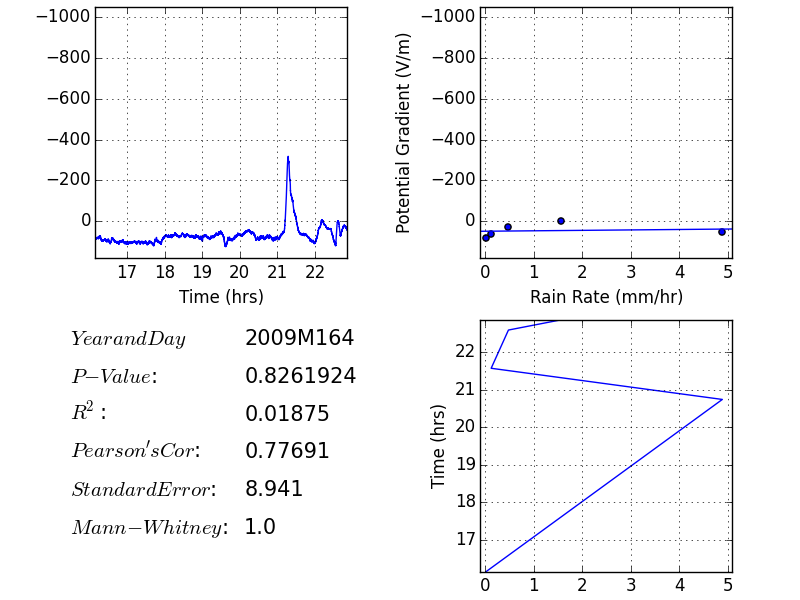 −1000
−800
−600
−400
−200
0
17 18 19 20 21 22
Time (hrs)
Potential Gradient (V/m)
−1000
−800
−600
−400
−200
0
0 1 2 3 4 5
Rain Rate (mm/hr)
YearandDay 2009M164
P−Value: 0.8261924
R²: 0.01875
Pearson'sCor: 0.77691
StandardError: 8.941
Mann−Whitney: 1.0
Time (hrs)
22
21
20
19
18
17
0 1 2 3 4 5